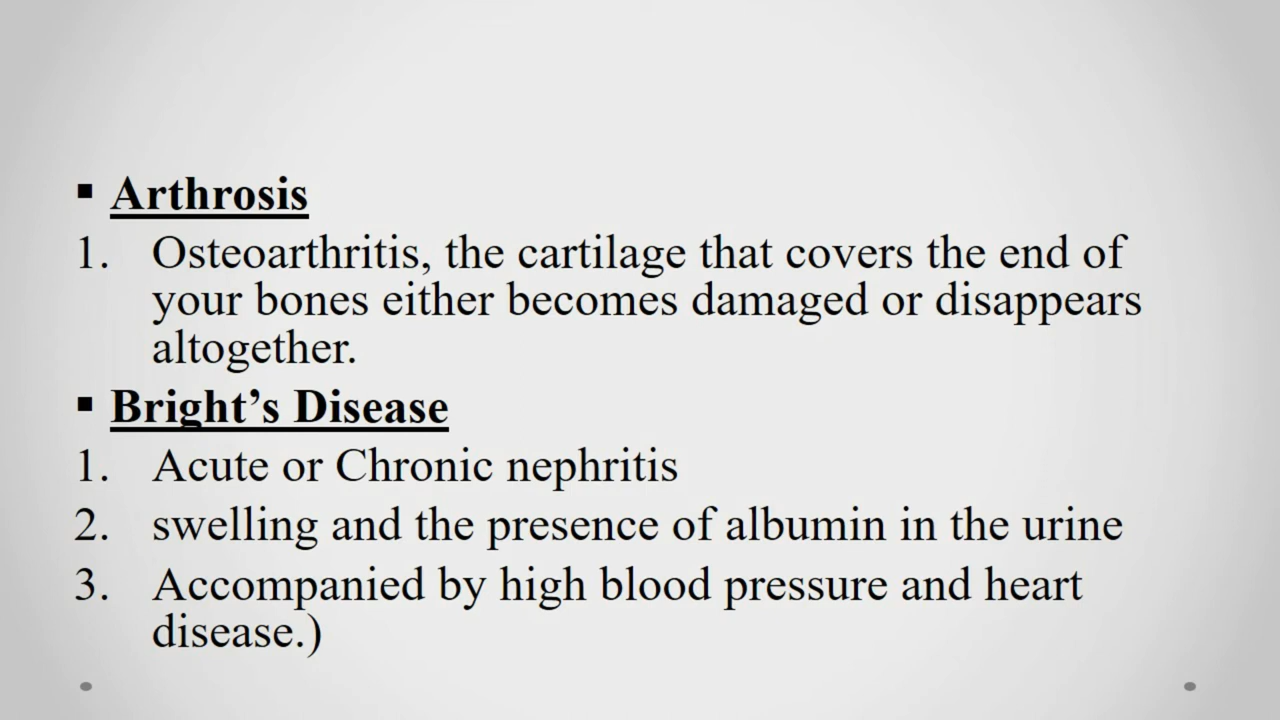 ▪ Arthrosis
1. Osteoarthritis, the cartilage that covers the end of
your bones either becomes damaged or disappears
altogether.
▪ Bright’s Disease
1. Acute or Chronic nephritis
2. swelling and the presence of albumin in the urine
3. Accompanied by high blood pressure and heart
disease.)